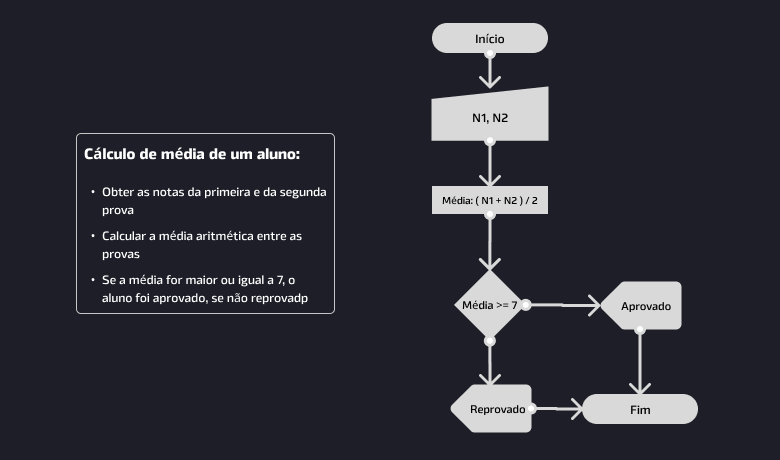 Cálculo de média de um aluno:
• Obter as notas da primeira e da segunda
prova
• Calcular a média aritmética entre as
provas
• Se a média for maior ou igual a 7, o
aluno foi aprovado, se não reprovadp
Início
N1, N2
Média: ( N1 + N2 ) / 2
Média >= 7
Aprovado
Reprovado
Fim